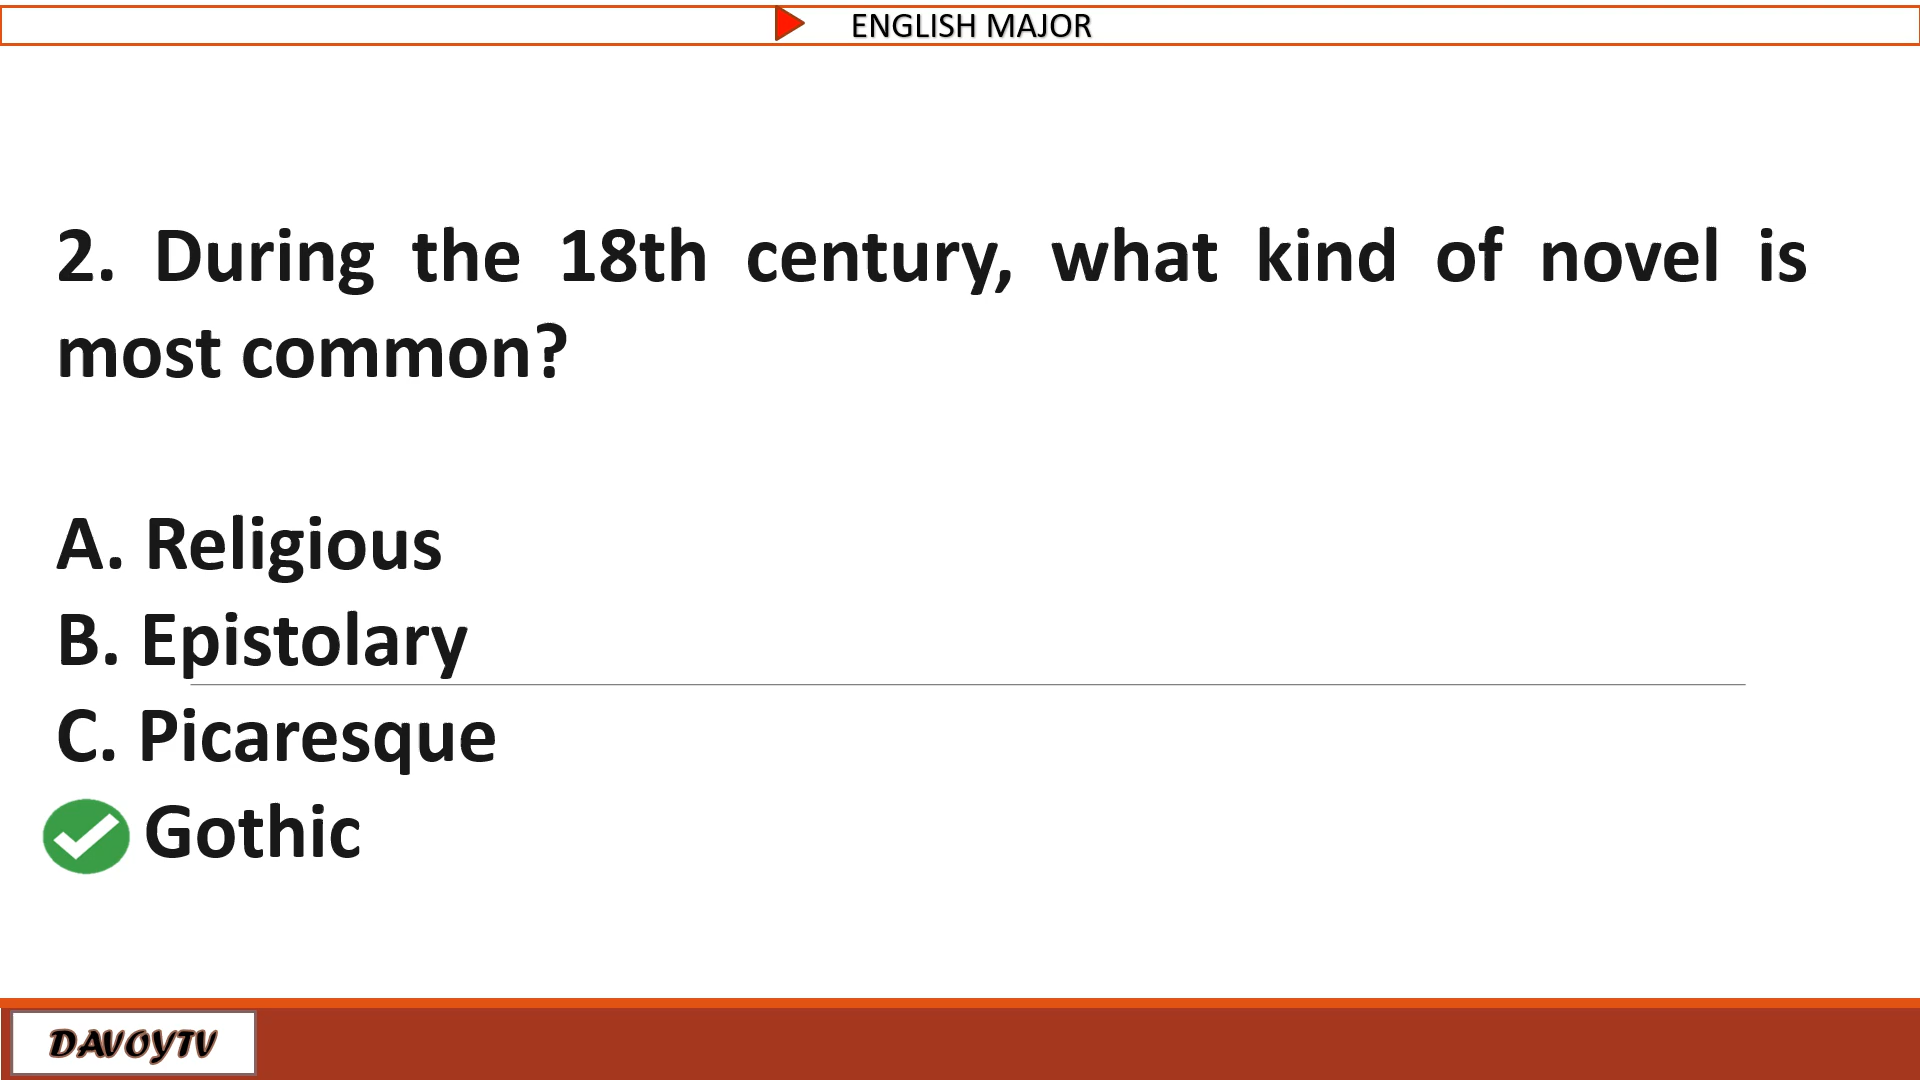 ENGLISH MAJOR
2. During the 18th century, what kind of novel is
most common?
A. Religious
B. Epistolary
C. Picaresque
Gothic
DAVOYTV